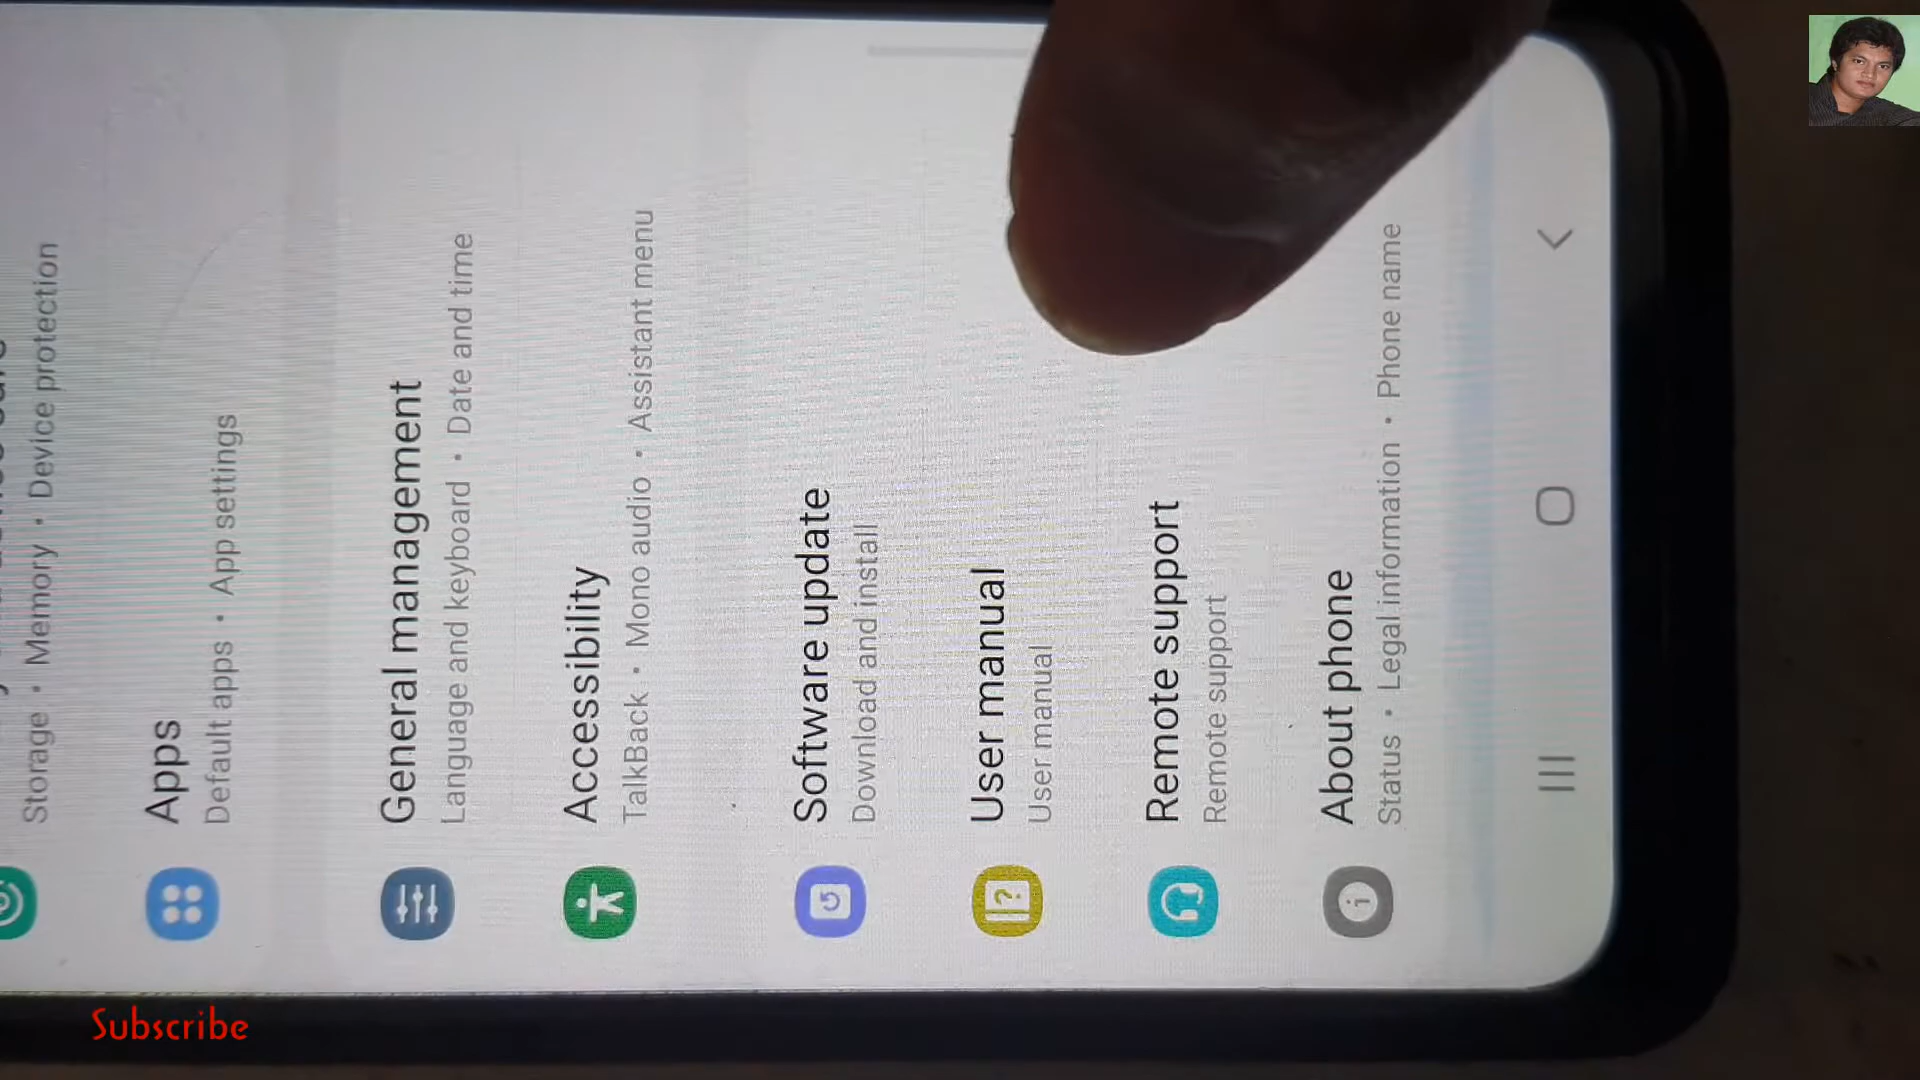 Storage • Memory • Device protection
Apps
Default apps • App settings
General management
Language and keyboard • Date and time
Accessibility
TalkBack • Mono audio • Assistant menu
Software update
Download and install
User manual
User manual
Remote support
Remote support
About phone
Status • Legal information • Phone name
Subscribe